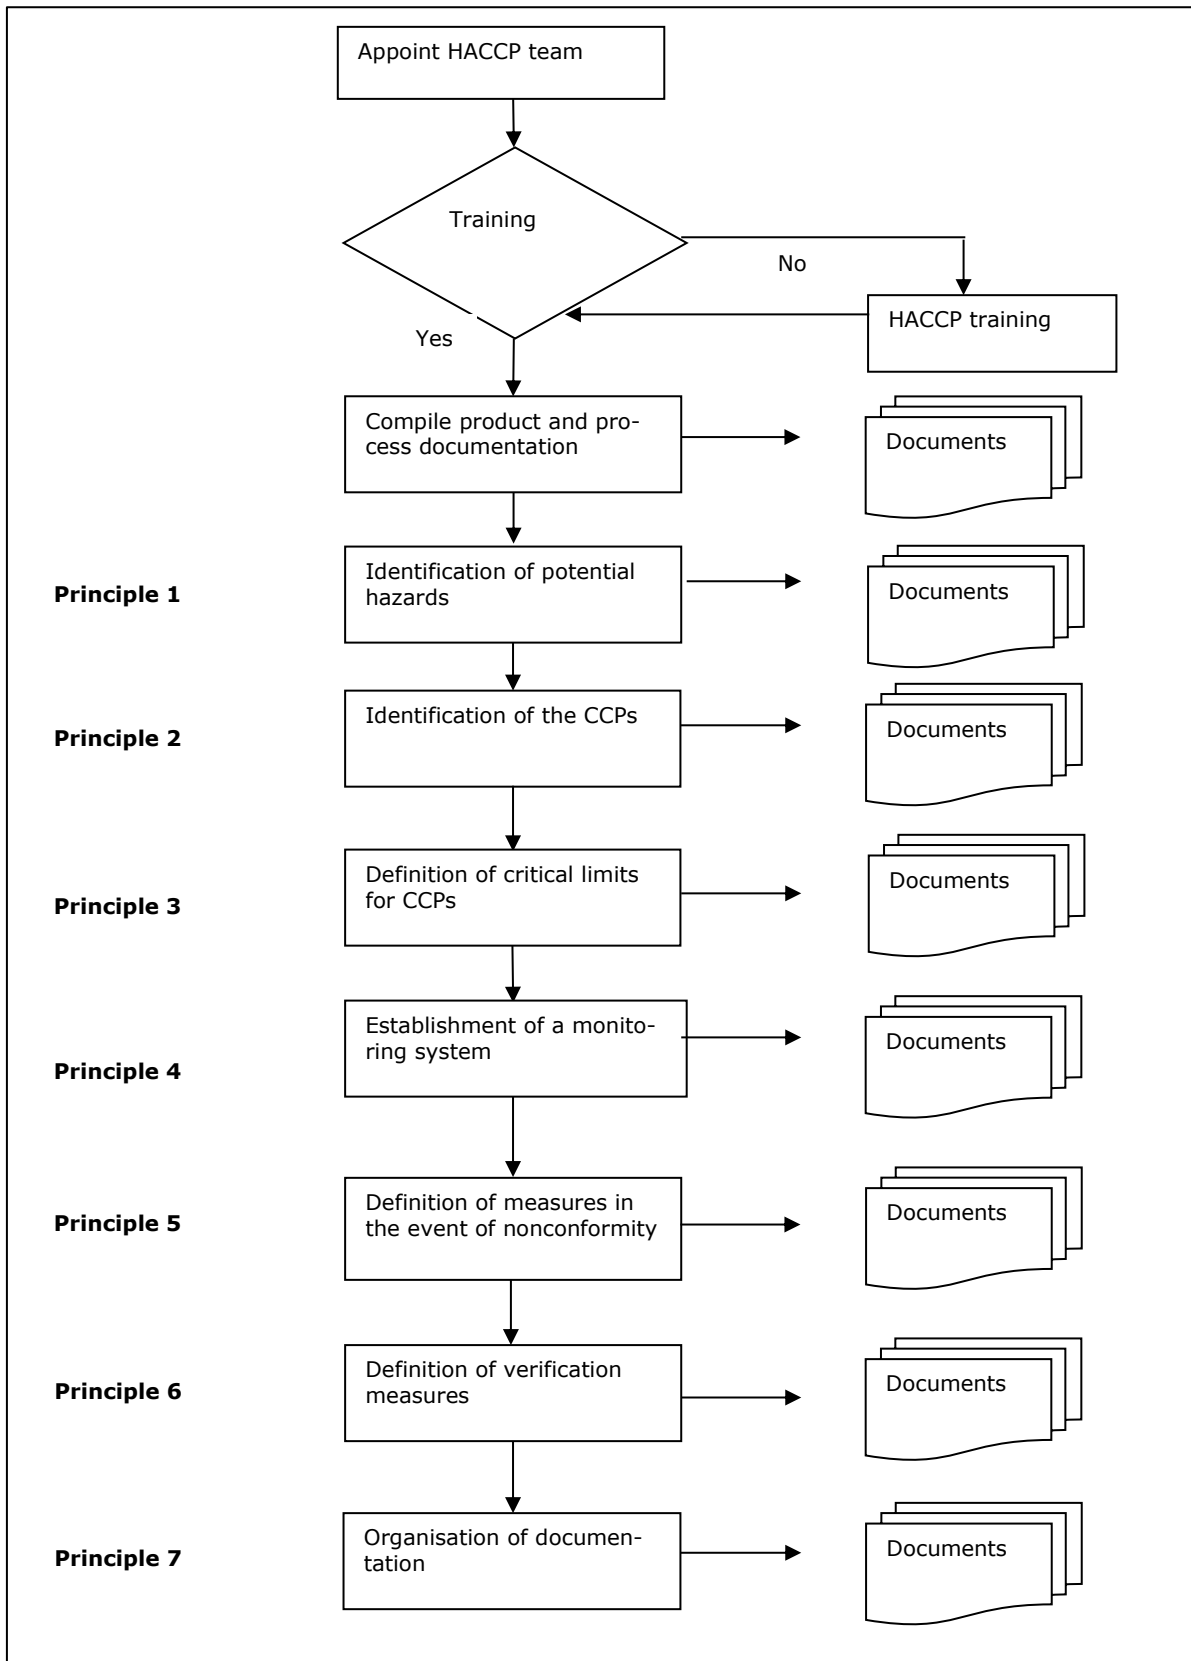 Appoint HACCP team
Training
No
HACCP training
Yes
Compile product and pro-
cess documentation
Documents
Principle 1
Identification of potential
hazards
Documents
Principle 2
Identification of the CCPs
Documents
Principle 3
Definition of critical limits
for CCPs
Documents
Principle 4
Establishment of a monito-
ring system
Documents
Principle 5
Definition of measures in
the event of nonconformity
Documents
Principle 6
Definition of verification
measures
Documents
Principle 7
Organisation of documen-
tation
Documents